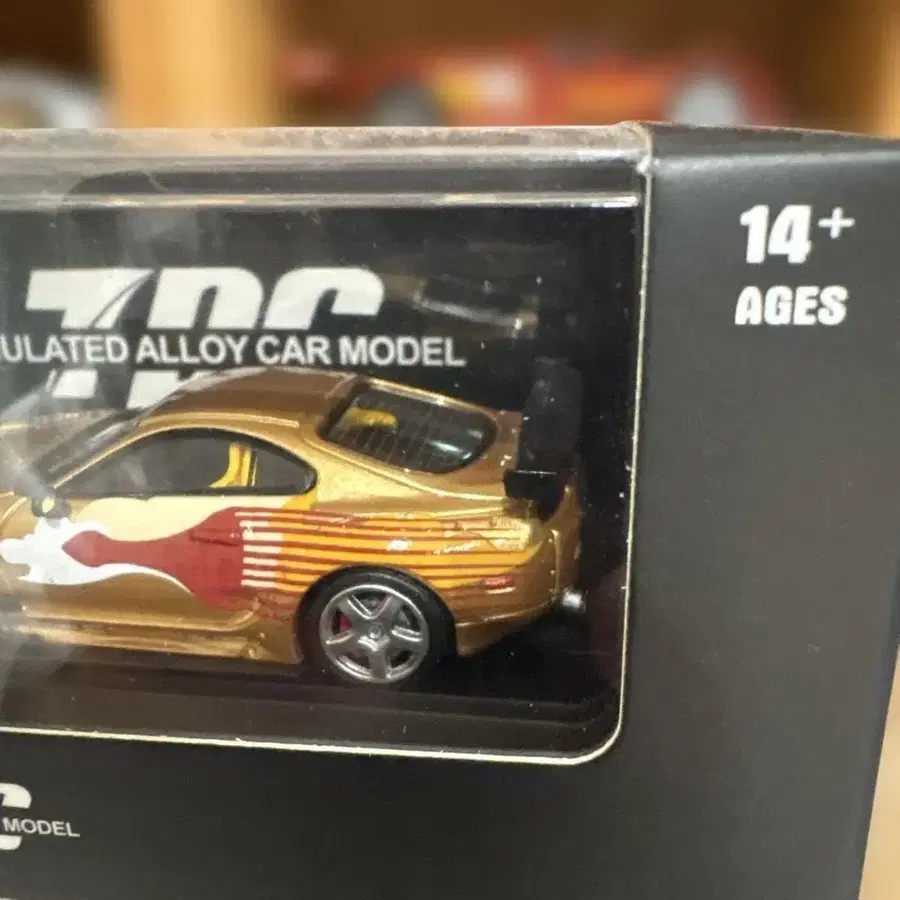 14+
AGES
ULATED ALLOY CAR MODEL
MODEL